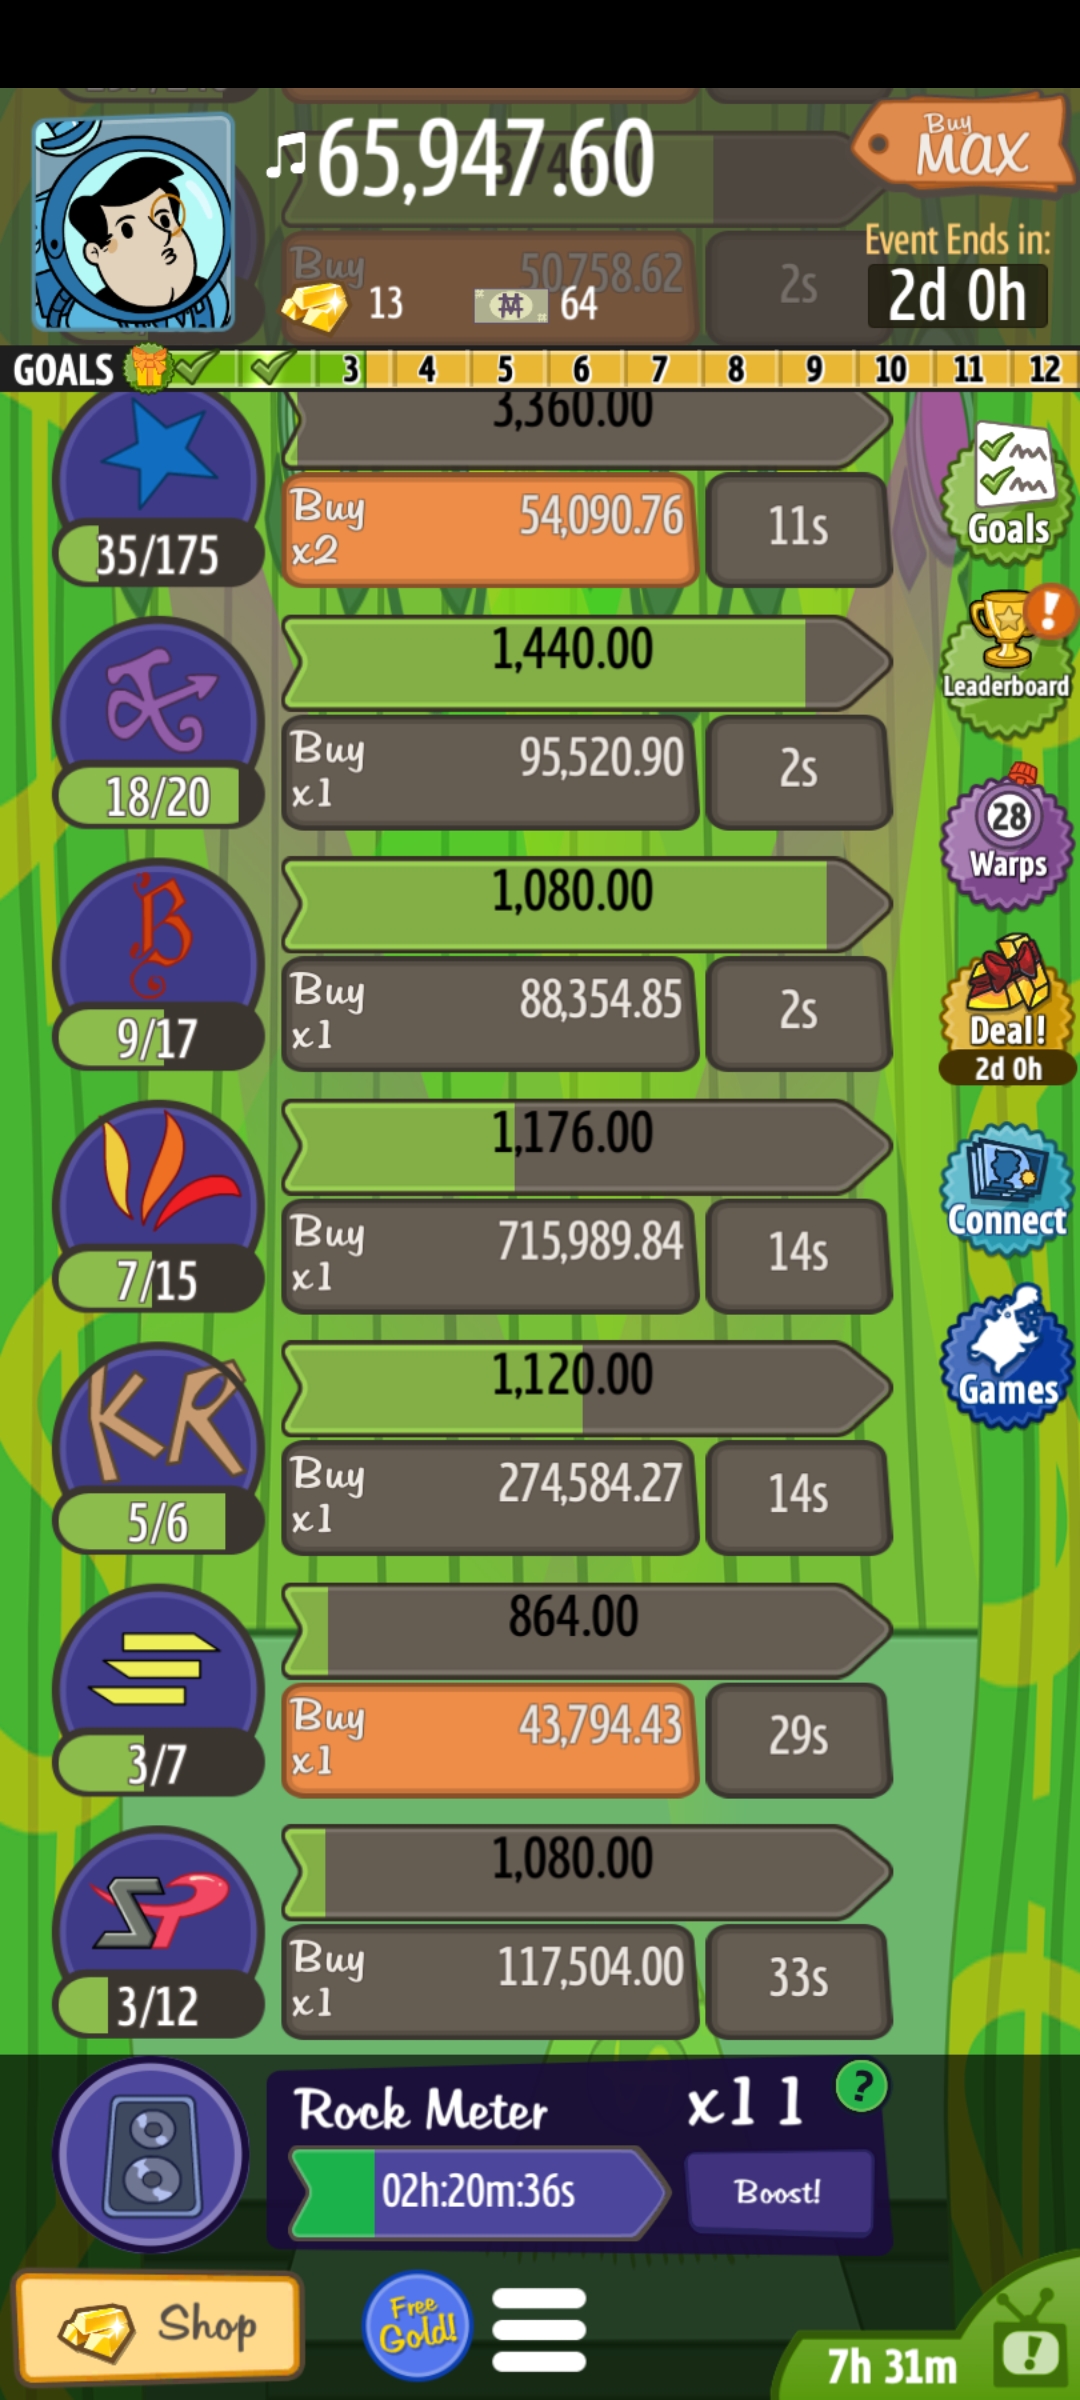 65,947.60
Buy
MAX
Buy 50,758.62 2s
13 64
Event Ends in:
2d 0h
GOALS 3 4 5 6 7 8 9 10 11 12
3,360.00
Buy 54,090.76
x2
11s
35/175
Goals
1,440.00
Leaderboard
Buy 95,520.90
x1
2s
18/20
28
Warps
1,080.00
Buy 88,354.85
x1
2s
9/17
Deal!
2d 0h
1,176.00
Buy 715,989.84
x1
14s
7/15
Connect
1,120.00
KR
Games
Buy 274,584.27
x1
14s
5/6
864.00
Buy 43,794.43
x1
29s
3/7
1,080.00
SP
Buy 117,504.00
x1
33s
3/12
Rock Meter x11 ?
02h:20m:36s Boost!
Shop
Free
Gold!
7h 31m